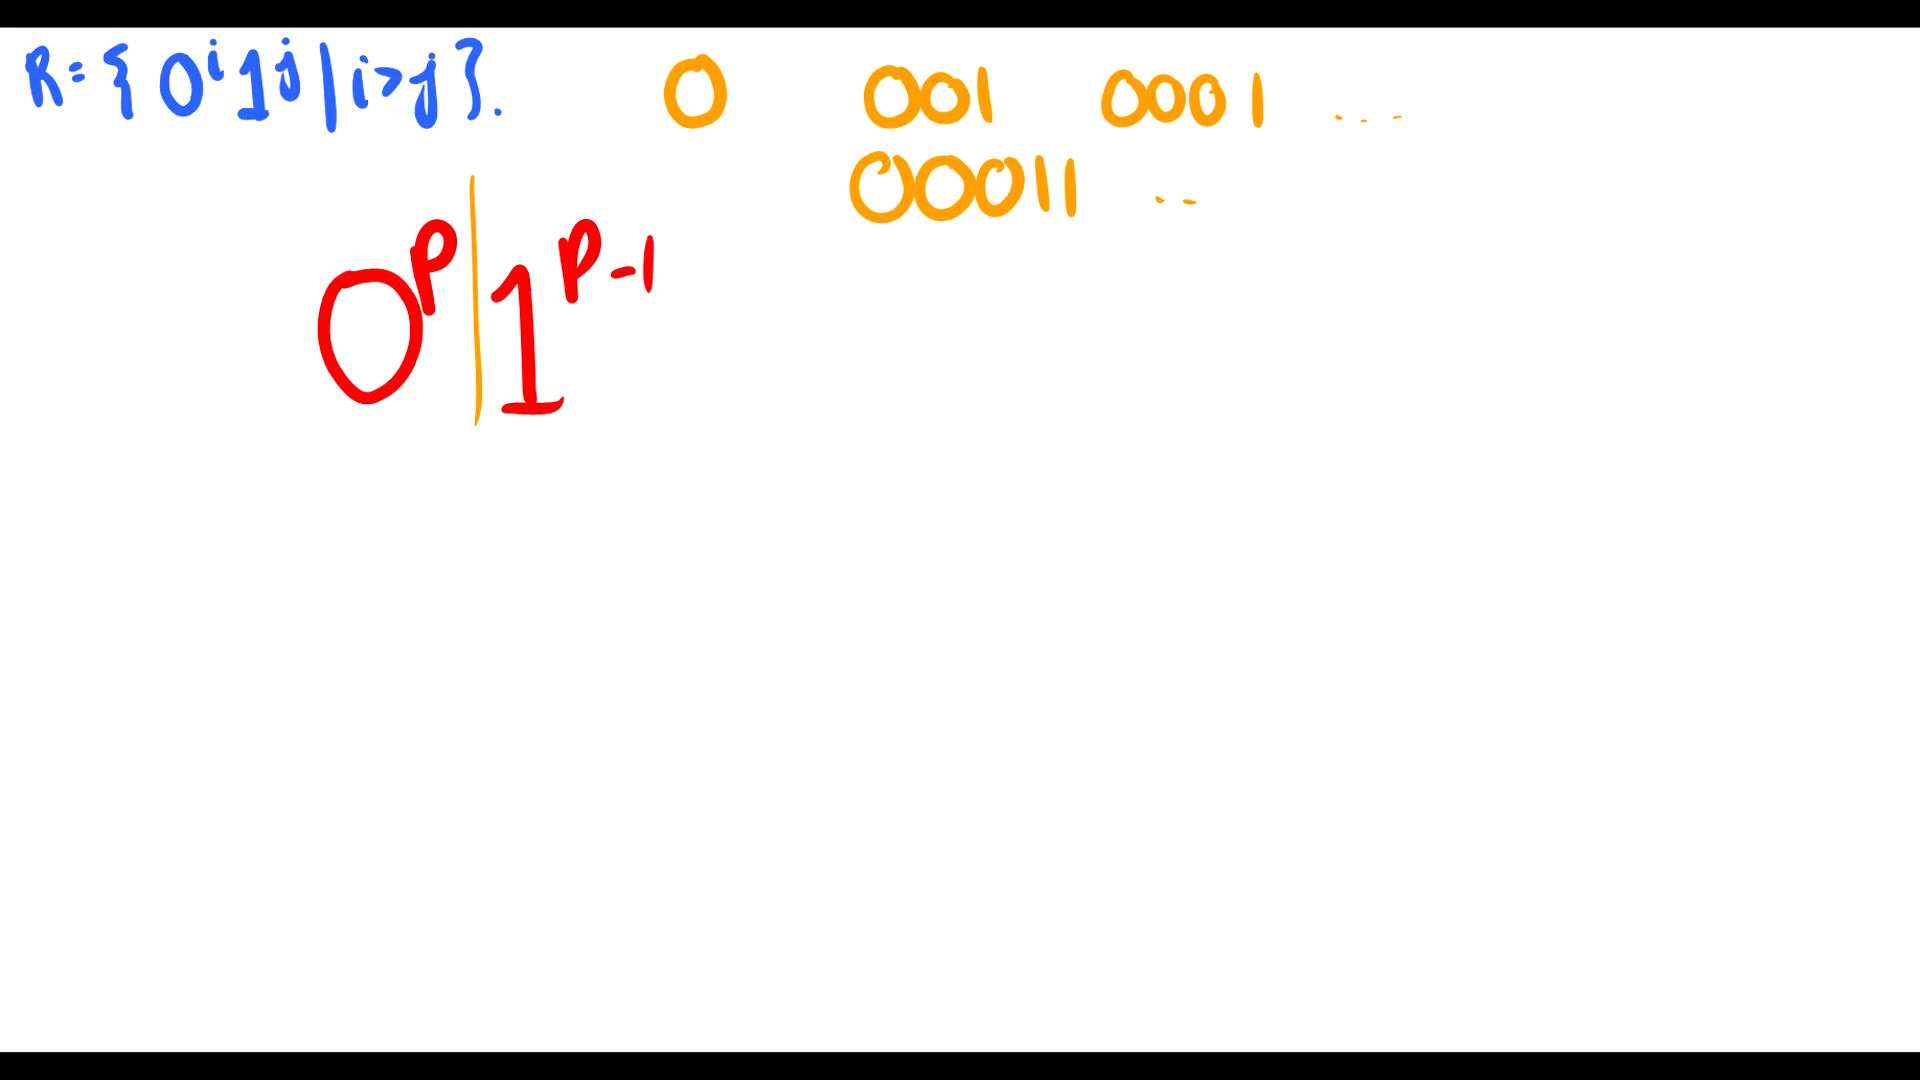 R = { 0^i 1^j | i > j }. 0 001 0001 ...
00011 ..
0^p | 1^p-1